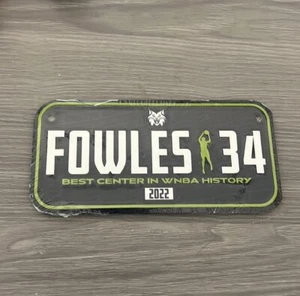 FOWLES 34
BEST CENTER IN WNBA HISTORY
2022